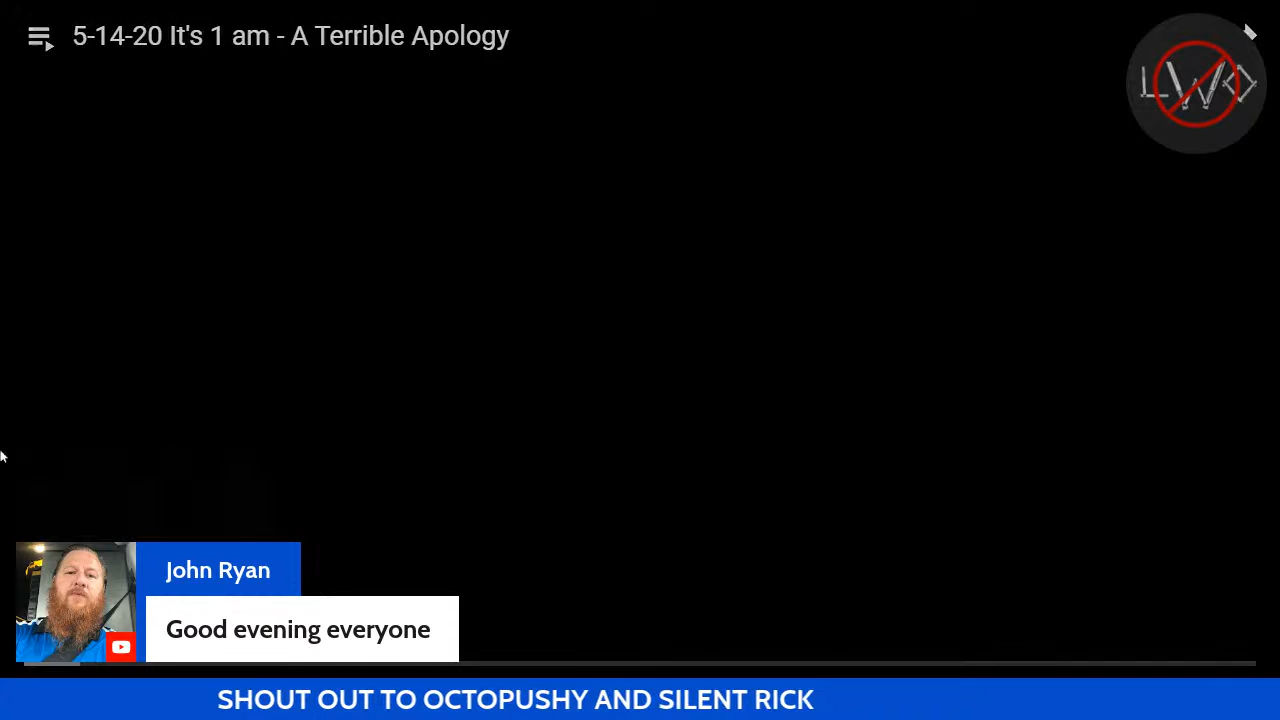 5-14-20 It's 1 am - A Terrible Apology
LWO
John Ryan
Good evening everyone
SHOUT OUT TO OCTOPUSHY AND SILENT RICK